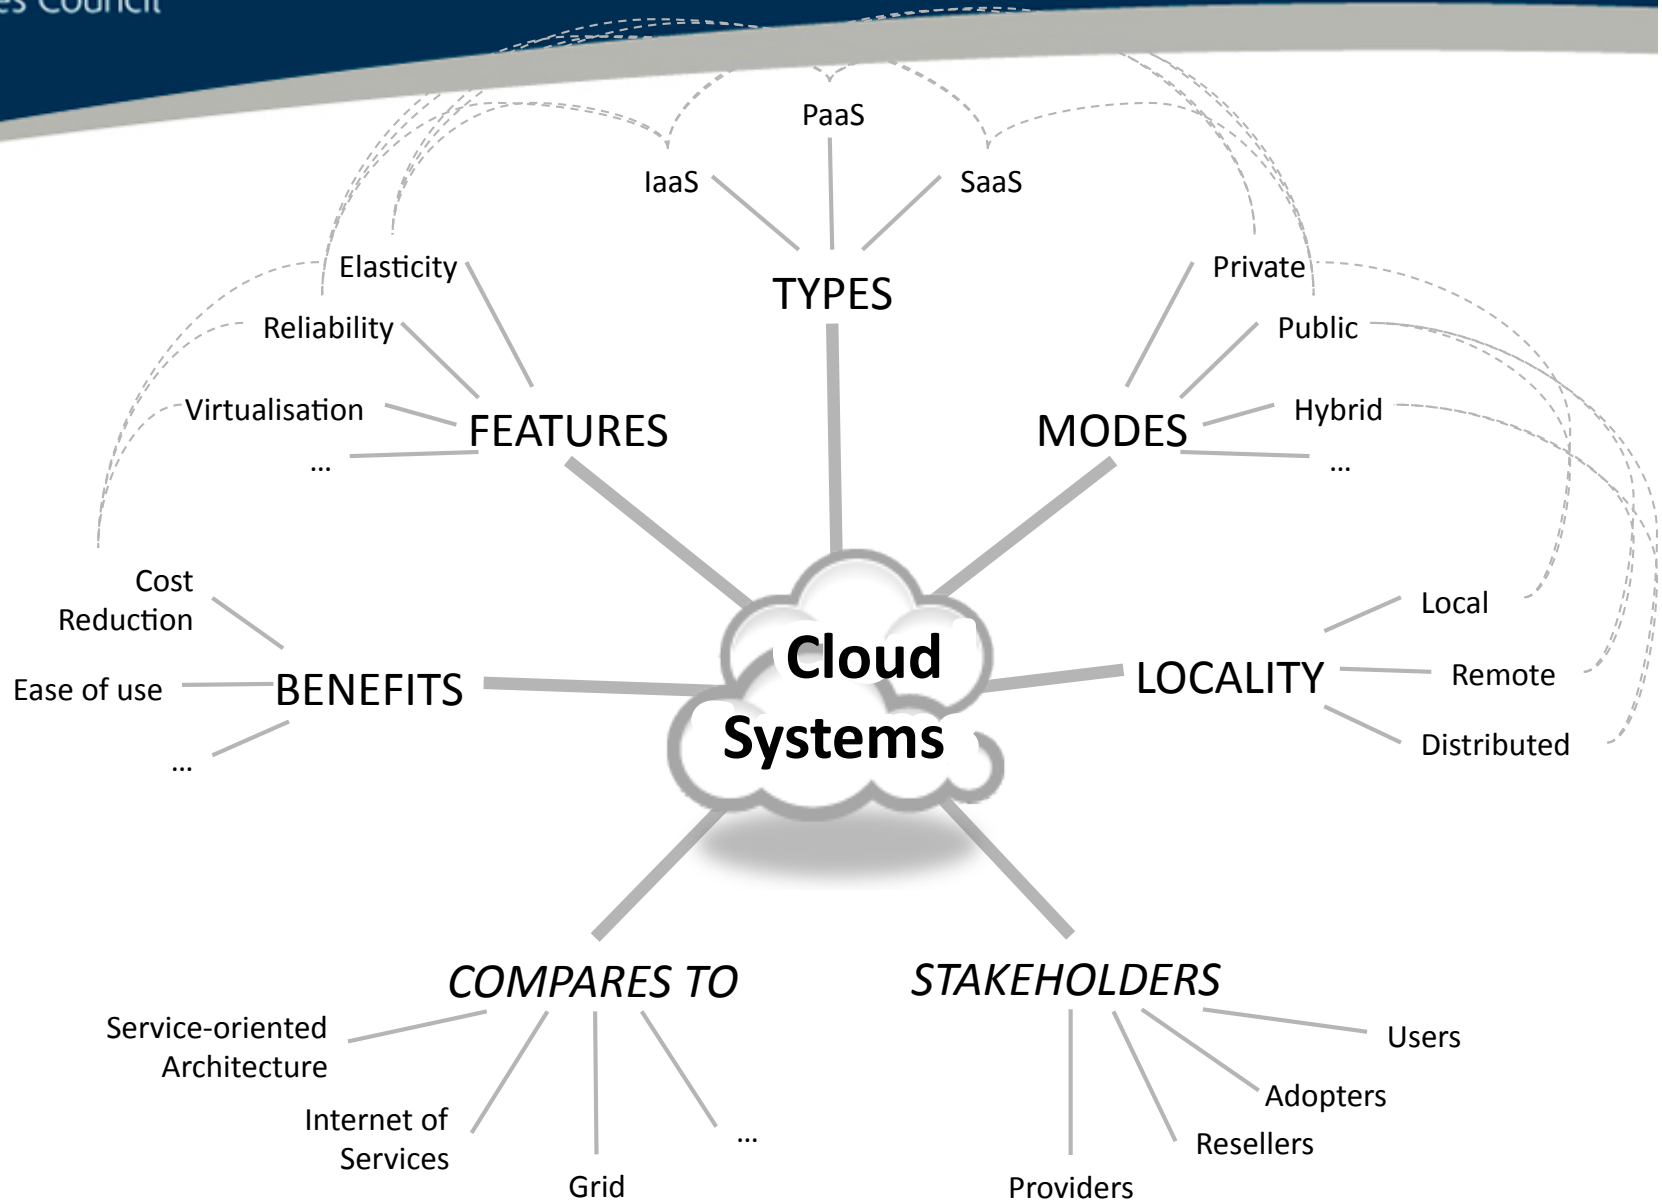 Council
PaaS
IaaS
SaaS
TYPES
Elasticity
Reliability
Virtualisation
...
FEATURES
Private
Public
Hybrid
...
MODES
Cost
Reduction
Ease of use
...
BENEFITS
Cloud
Systems
LOCALITY
Local
Remote
Distributed
COMPARES TO
Service-oriented
Architecture
Internet of
Services
Grid
...
STAKEHOLDERS
Users
Adopters
Resellers
Providers